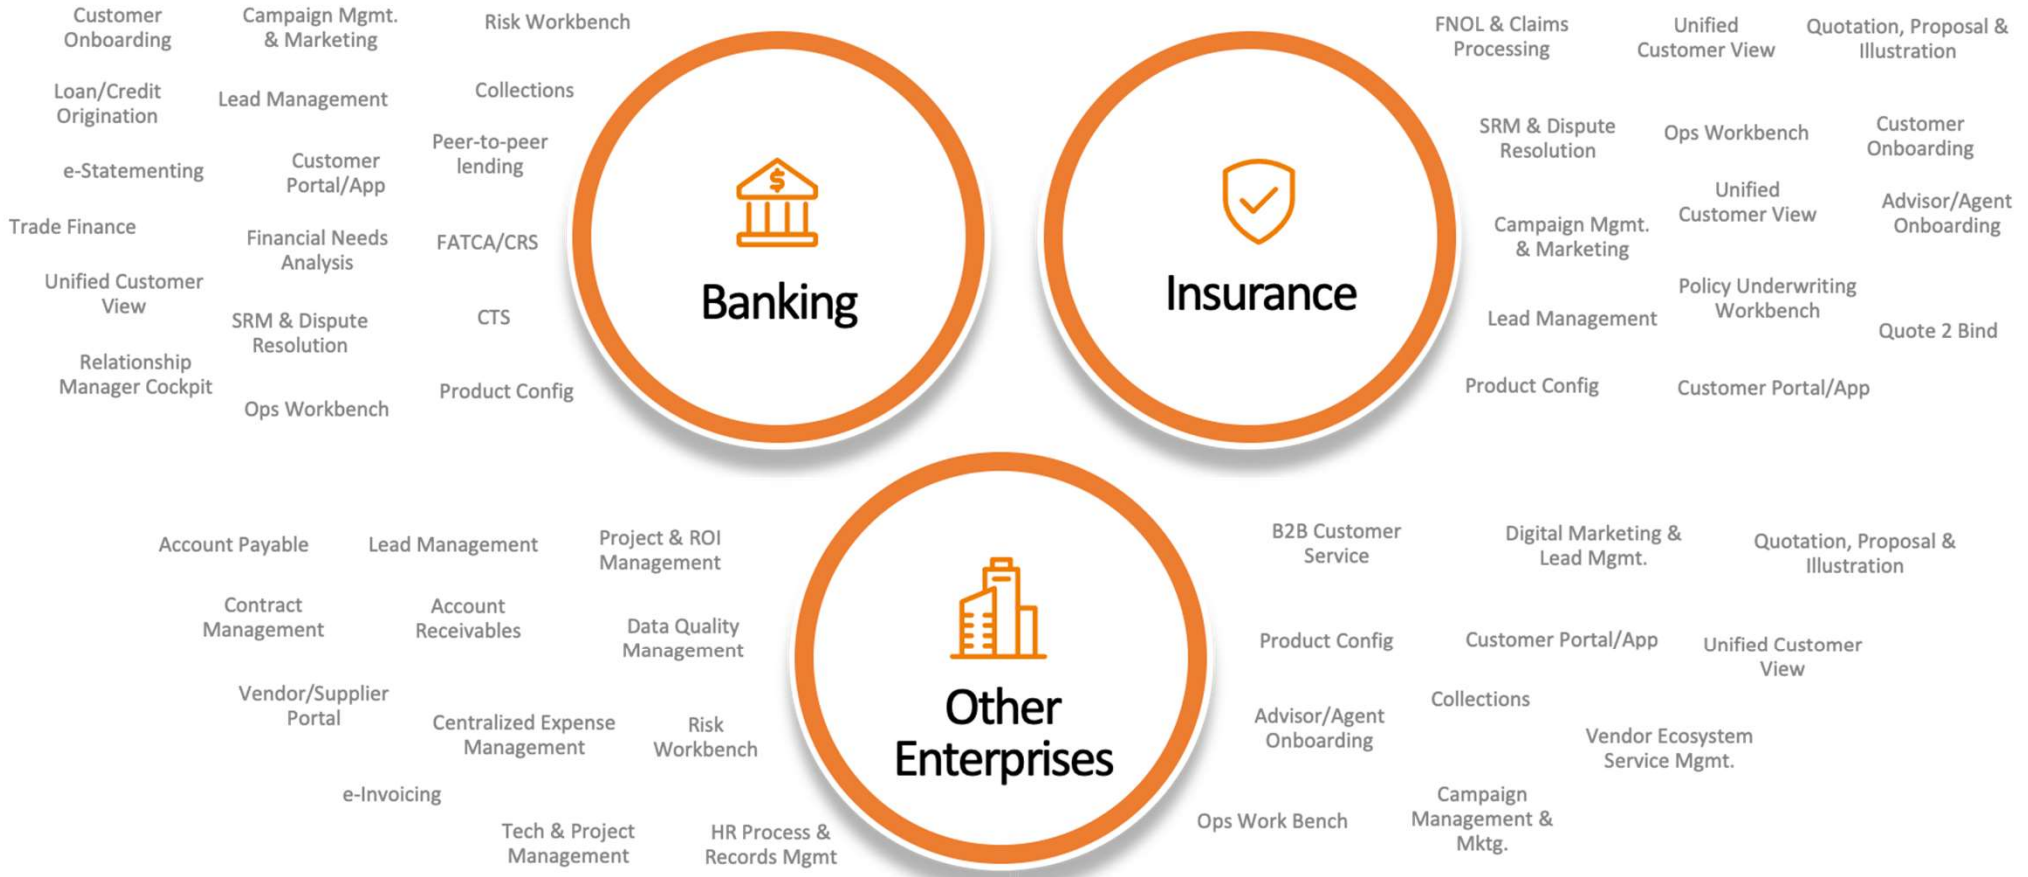 Customer
Onboarding
Campaign Mgmt.
& Marketing
Risk Workbench
Loan/Credit
Origination
Lead Management
Collections
e-Statementing
Customer
Portal/App
Peer-to-peer
lending
Trade Finance
Financial Needs
Analysis
FATCA/CRS
Unified Customer
View
SRM & Dispute
Resolution
CTS
Relationship
Manager Cockpit
Ops Workbench
Product Config
$
Banking
Insurance
FNOL & Claims
Processing
Unified
Customer View
Quotation, Proposal &
Illustration
SRM & Dispute
Resolution
Ops Workbench
Customer
Onboarding
Campaign Mgmt.
& Marketing
Unified
Customer View
Advisor/Agent
Onboarding
Lead Management
Policy Underwriting
Workbench
Quote 2 Bind
Product Config
Customer Portal/App
Account Payable
Lead Management
Project & ROI
Management
Contract
Management
Account
Receivables
Data Quality
Management
Vendor/Supplier
Portal
Centralized Expense
Management
Risk
Workbench
e-Invoicing
Tech & Project
Management
HR Process &
Records Mgmt
Other
Enterprises
B2B Customer
Service
Digital Marketing &
Lead Mgmt.
Quotation, Proposal &
Illustration
Product Config
Customer Portal/App
Unified Customer
View
Advisor/Agent
Onboarding
Collections
Vendor Ecosystem
Service Mgmt.
Ops Work Bench
Campaign
Management &
Mktg.